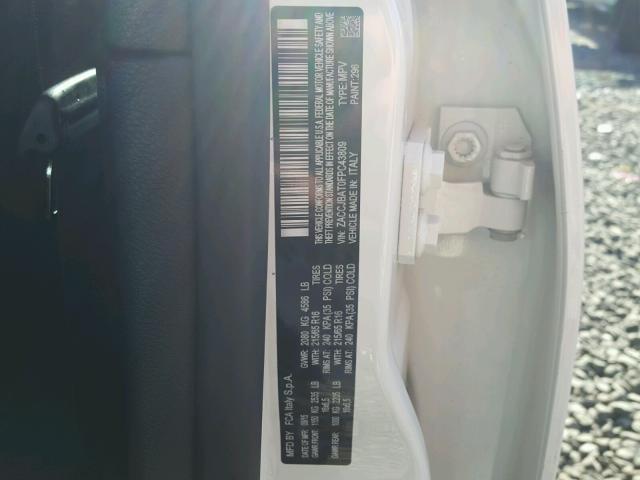 MFD BY FCA Italy S.p.A.
DATE OF MFR: 09/15 GVWR: 2080 KG 4586 LB
GAWR FRONT: 1150 KG 2535 LB WITH: 215/65 R16 TIRES
16x6.5 RIMS AT: 240 KPA (35 PSI) COLD
GAWR REAR: 1000 KG 2205 LB WITH: 215/65 R16 TIRES
16x6.5 RIMS AT: 240 KPA (35 PSI) COLD
THIS VEHICLE CONFORMS TO ALL APPLICABLE U.S.A. FEDERAL MOTOR VEHICLE SAFETY AND
THEFT PREVENTION STANDARDS IN EFFECT ON THE DATE OF MANUFACTURE SHOWN ABOVE.
VIN: ZACCJBAT0FPC43809 TYPE: MPV
VEHICLE MADE IN: ITALY PAINT: 296